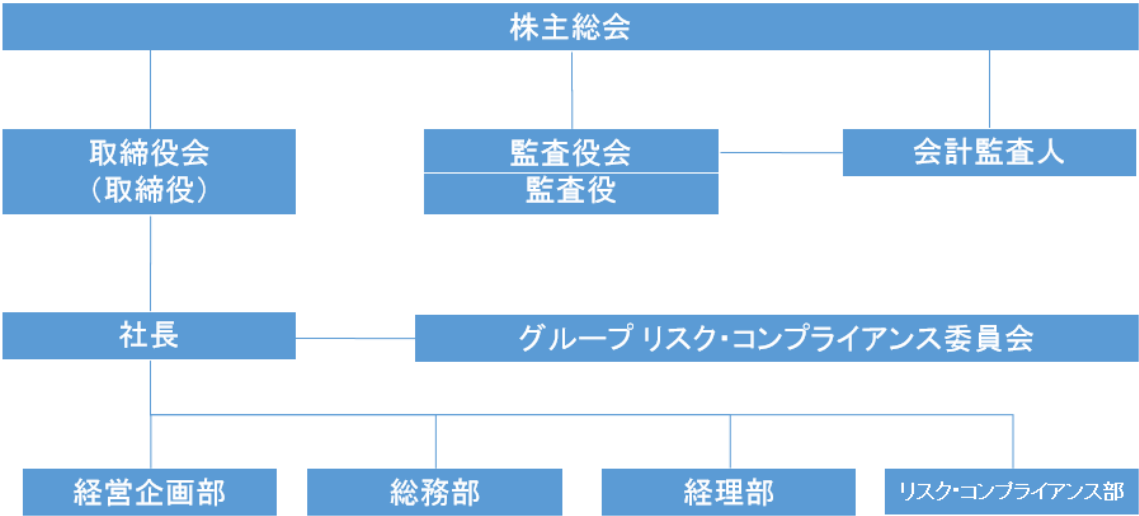 株主総会
取締役会
（取締役）
監査役会
監査役
会計監査人
社長
グループ リスク・コンプライアンス委員会
経営企画部
総務部
経理部
リスク・コンプライアンス部